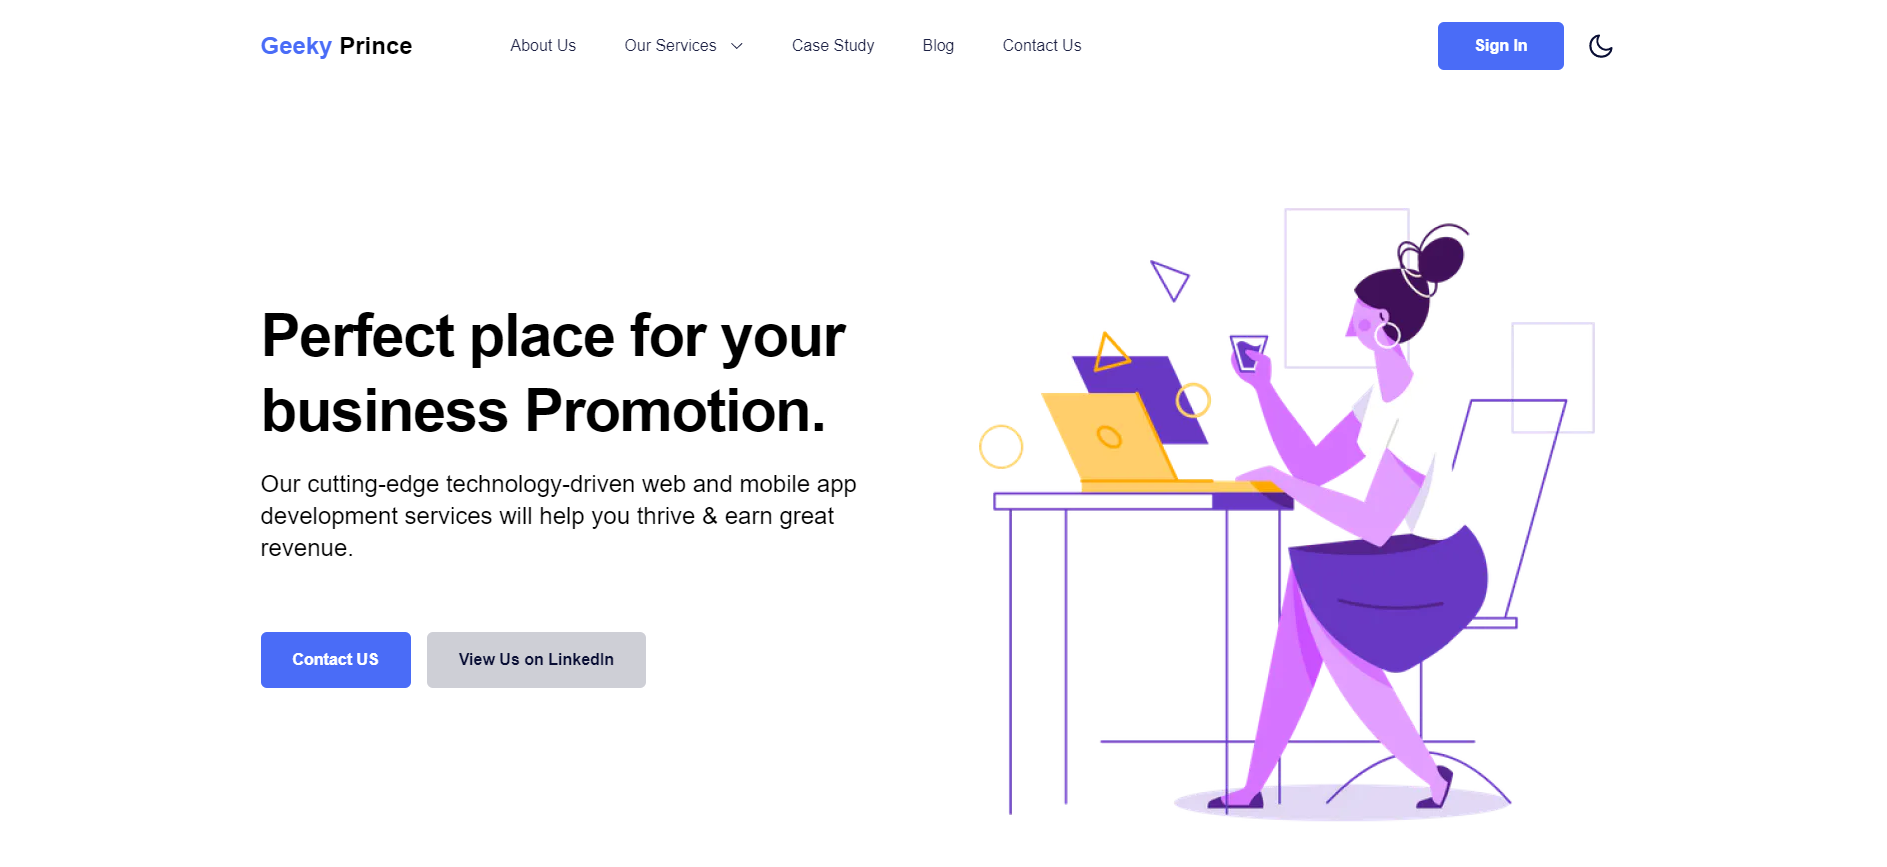 Geeky Prince
About Us
Our Services
Case Study
Blog
Contact Us
Sign In
Perfect place for your
business Promotion.
Our cutting-edge technology-driven web and mobile app
development services will help you thrive & earn great
revenue.
Contact US
View Us on LinkedIn